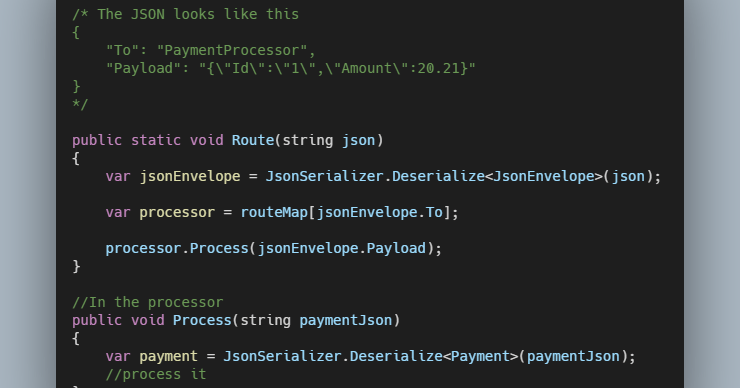 /* The JSON looks like this
{
    "To": "PaymentProcessor",
    "Payload": "{\"Id\":\"1\",\"Amount\":20.21}"
}
*/

public static void Route(string json)
{
    var jsonEnvelope = JsonSerializer.Deserialize<JsonEnvelope>(json);

    var processor = routeMap[jsonEnvelope.To];

    processor.Process(jsonEnvelope.Payload);
}

//In the processor
public void Process(string paymentJson)
{
    var payment = JsonSerializer.Deserialize<Payment>(paymentJson);
    //process it